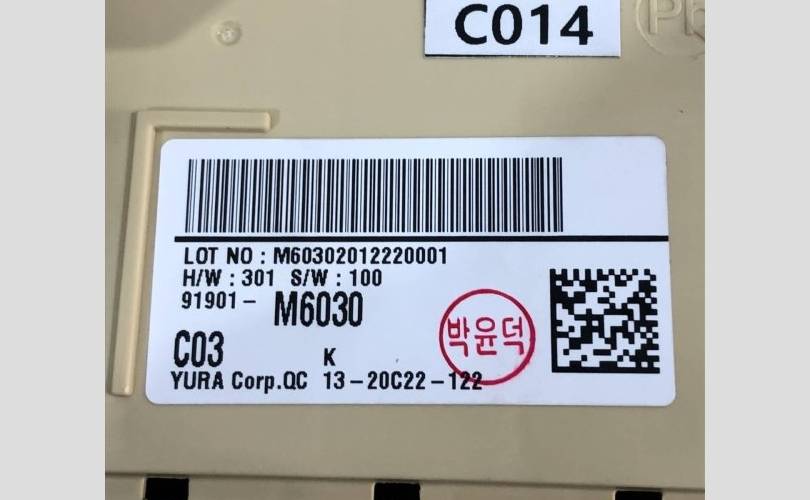 C014
LOT NO : M60302012220001
H/W : 301 S/W : 100
91901- M6030
박윤덕
C03 K
YURA Corp.QC 13-20C22-122